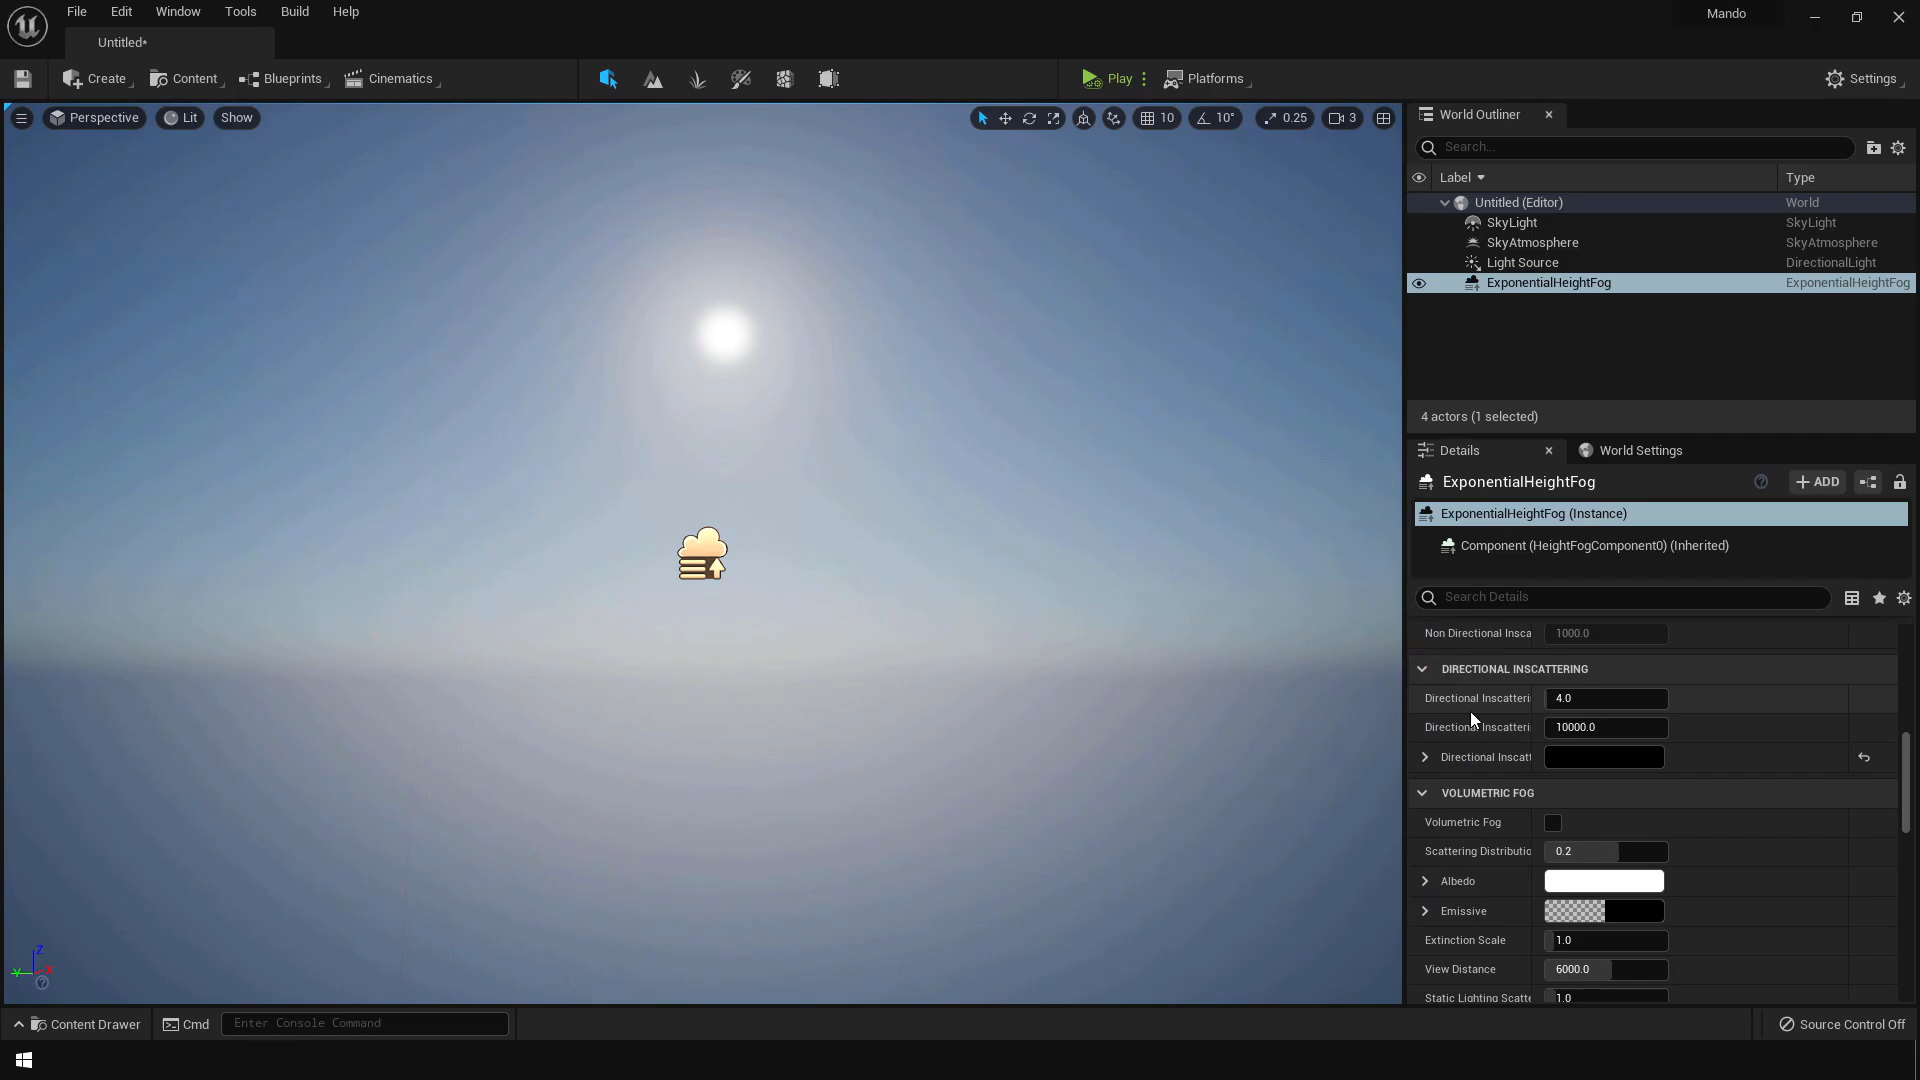 File Edit Window Tools Build Help
Mando
Untitled*
Create Content Blueprints Cinematics Play Platforms Settings
Perspective Lit Show 10 10° 0.25 3
World Outliner
Search...
Label Type
Untitled (Editor) World
SkyLight SkyLight
SkyAtmosphere SkyAtmosphere
Light Source DirectionalLight
ExponentialHeightFog ExponentialHeightFog
4 actors (1 selected)
Details World Settings
ExponentialHeightFog + ADD
ExponentialHeightFog (Instance)
Component (HeightFogComponent0) (Inherited)
Search Details
Non Directional Insca 1000.0
DIRECTIONAL INSCATTERING
Directional Inscatteri 4.0
Directional Inscatteri 10000.0
Directional Inscatt
VOLUMETRIC FOG
Volumetric Fog
Scattering Distributio 0.2
Albedo
Emissive
Extinction Scale 1.0
View Distance 6000.0
Static Lighting Scatte 1.0
Z
Y X
Content Drawer Cmd Enter Console Command Source Control Off